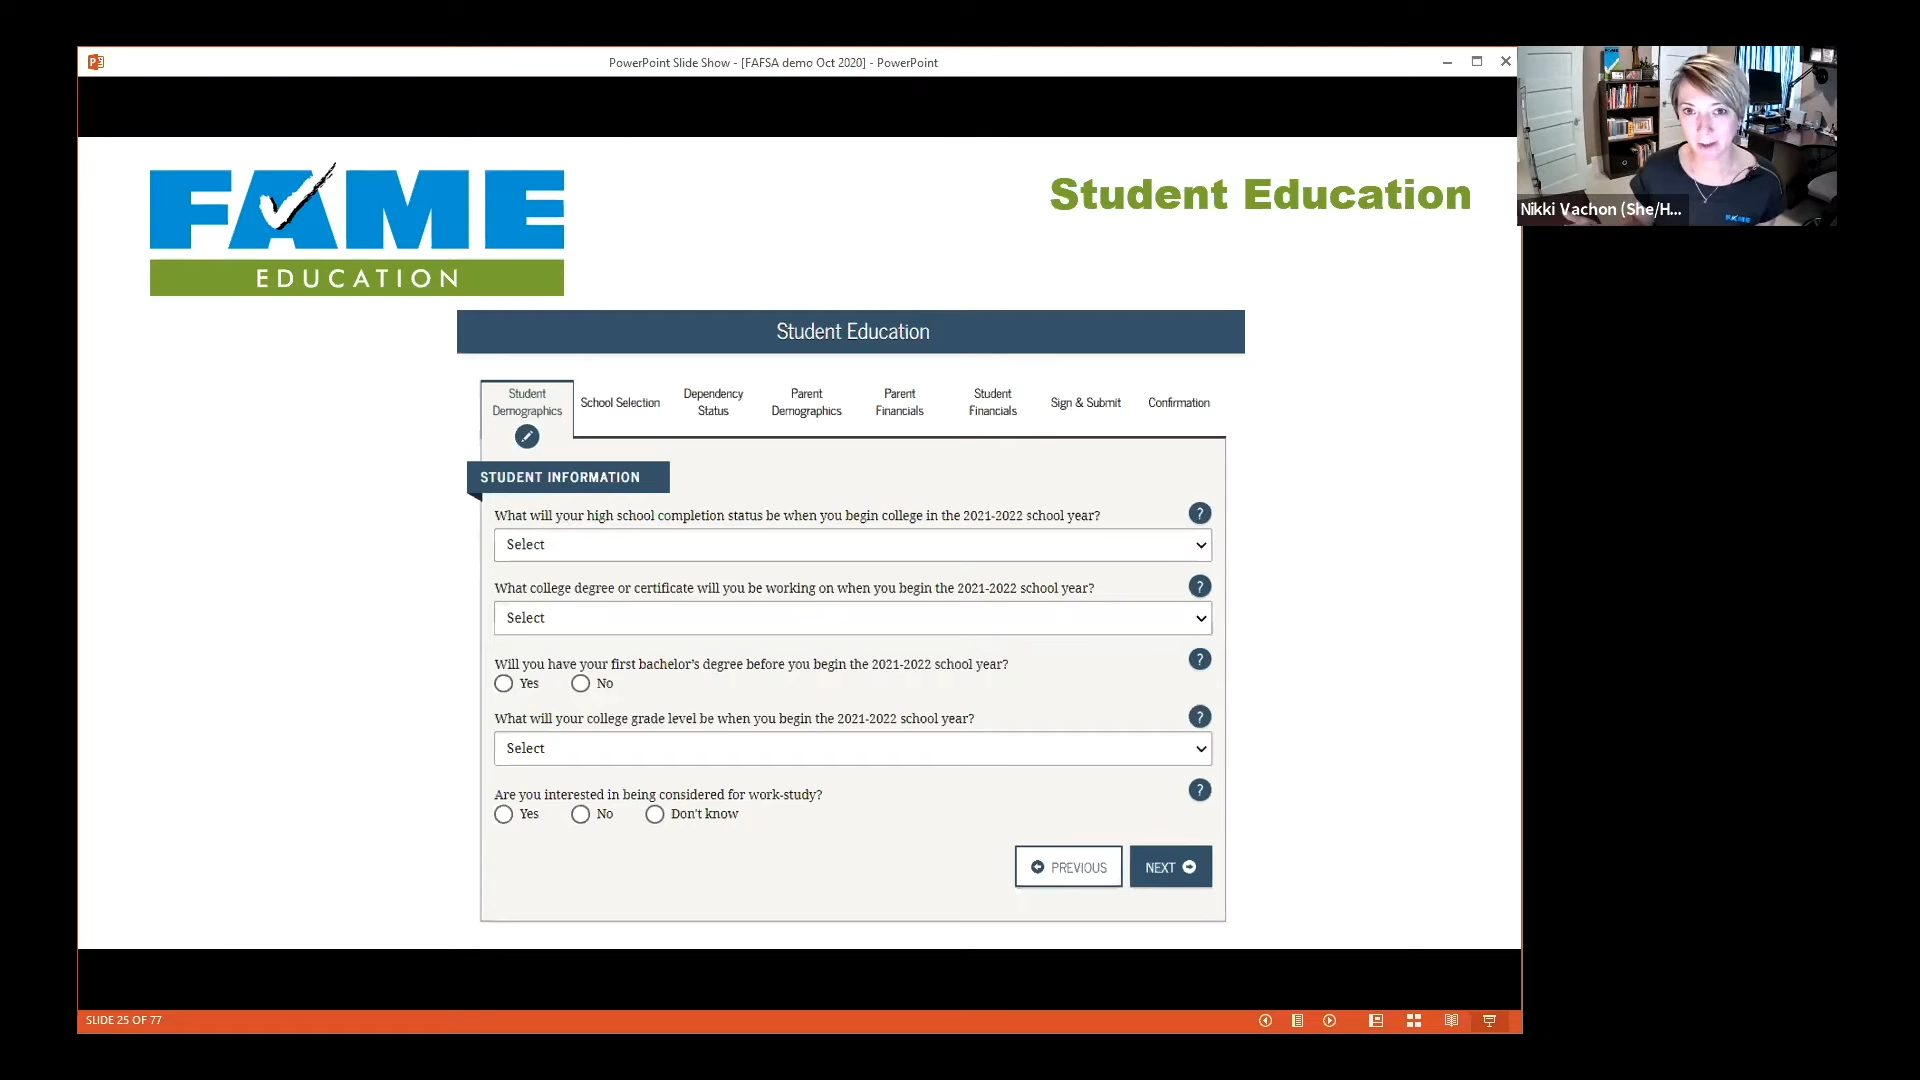 PowerPoint Slide Show - [FAFSA demo Oct 2020] - PowerPoint
FAME
EDUCATION
Student Education
Nikki Vachon (She/H...
Student Education
Student
Demographics
School Selection
Dependency
Status
Parent
Demographics
Parent
Financials
Student
Financials
Sign & Submit
Confirmation
STUDENT INFORMATION
What will your high school completion status be when you begin college in the 2021-2022 school year?
?
Select
What college degree or certificate will you be working on when you begin the 2021-2022 school year?
?
Select
Will you have your first bachelor's degree before you begin the 2021-2022 school year?
?
Yes No
What will your college grade level be when you begin the 2021-2022 school year?
?
Select
Are you interested in being considered for work-study?
?
Yes No Don't know
PREVIOUS
NEXT
SLIDE 25 OF 77